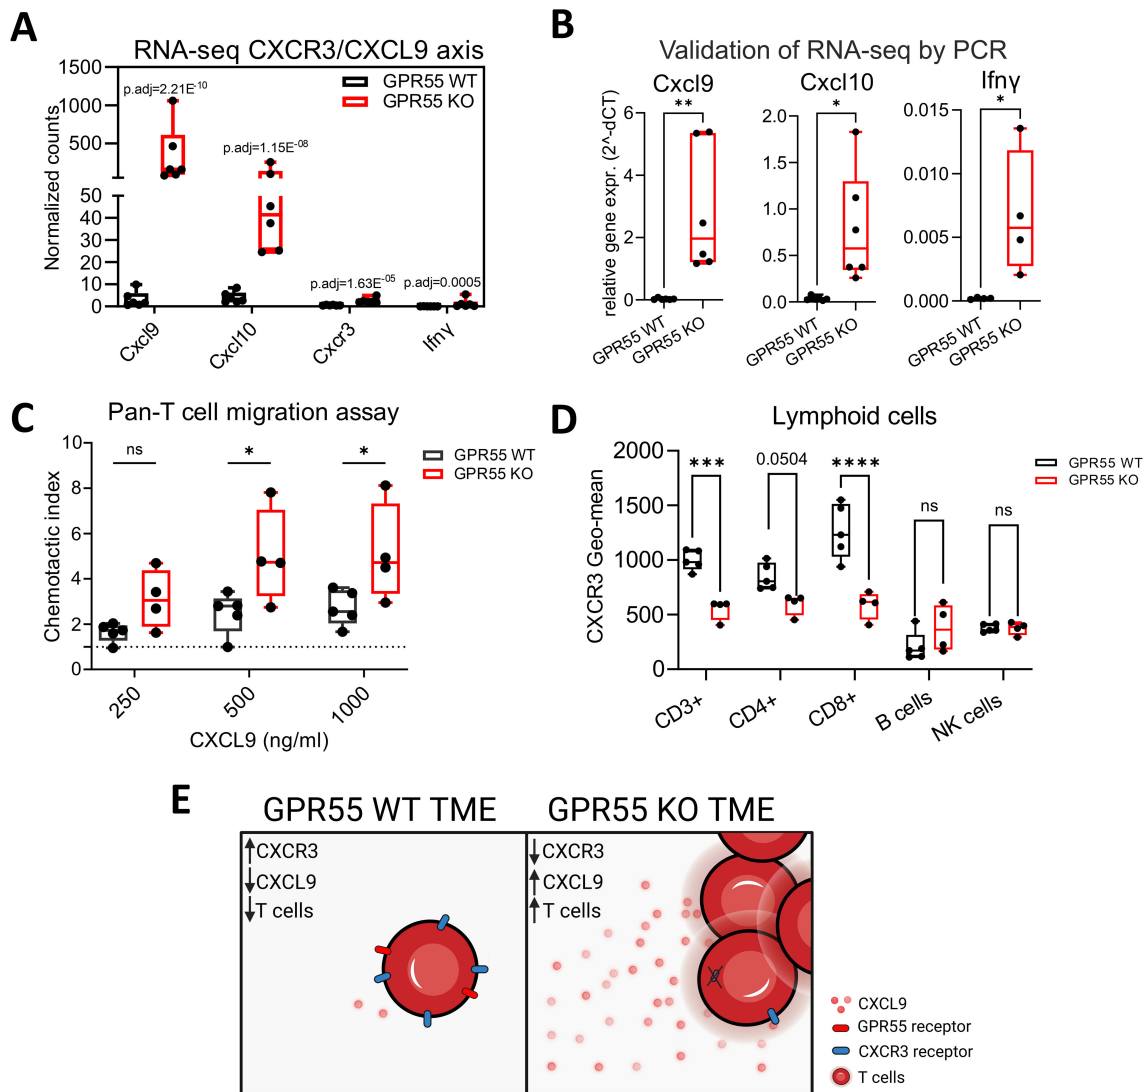 A
RNA-seq CXCR3/CXCL9 axis
1500
1000
500
50
40
30
20
10
0
Normalized counts
GPR55 WT
GPR55 KO
p.adj=2.21E-10
p.adj=1.15E-08
p.adj=1.63E-05
p.adj=0.0005
Cxcl9
Cxcl10
Cxcr3
Ifnγ
B
Validation of RNA-seq by PCR
relative gene expr. (2^-dCT)
Cxcl9
**
6
4
2
0
GPR55 WT
GPR55 KO
Cxcl10
*
2.0
1.5
1.0
0.5
0.0
GPR55 WT
GPR55 KO
Ifnγ
*
0.015
0.010
0.005
0.000
GPR55 WT
GPR55 KO
C
Pan-T cell migration assay
Chemotactic index
10
8
6
4
2
0
ns
*
*
GPR55 WT
GPR55 KO
250
500
1000
CXCL9 (ng/ml)
D
Lymphoid cells
CXCR3 Geo-mean
2000
1500
1000
500
0
***
0.0504
****
ns
ns
GPR55 WT
GPR55 KO
CD3+
CD4+
CD8+
B cells
NK cells
E
GPR55 WT TME
GPR55 KO TME
↑CXCR3
↓CXCL9
↓T cells
↓CXCR3
↑CXCL9
↑T cells
CXCL9
GPR55 receptor
CXCR3 receptor
T cells